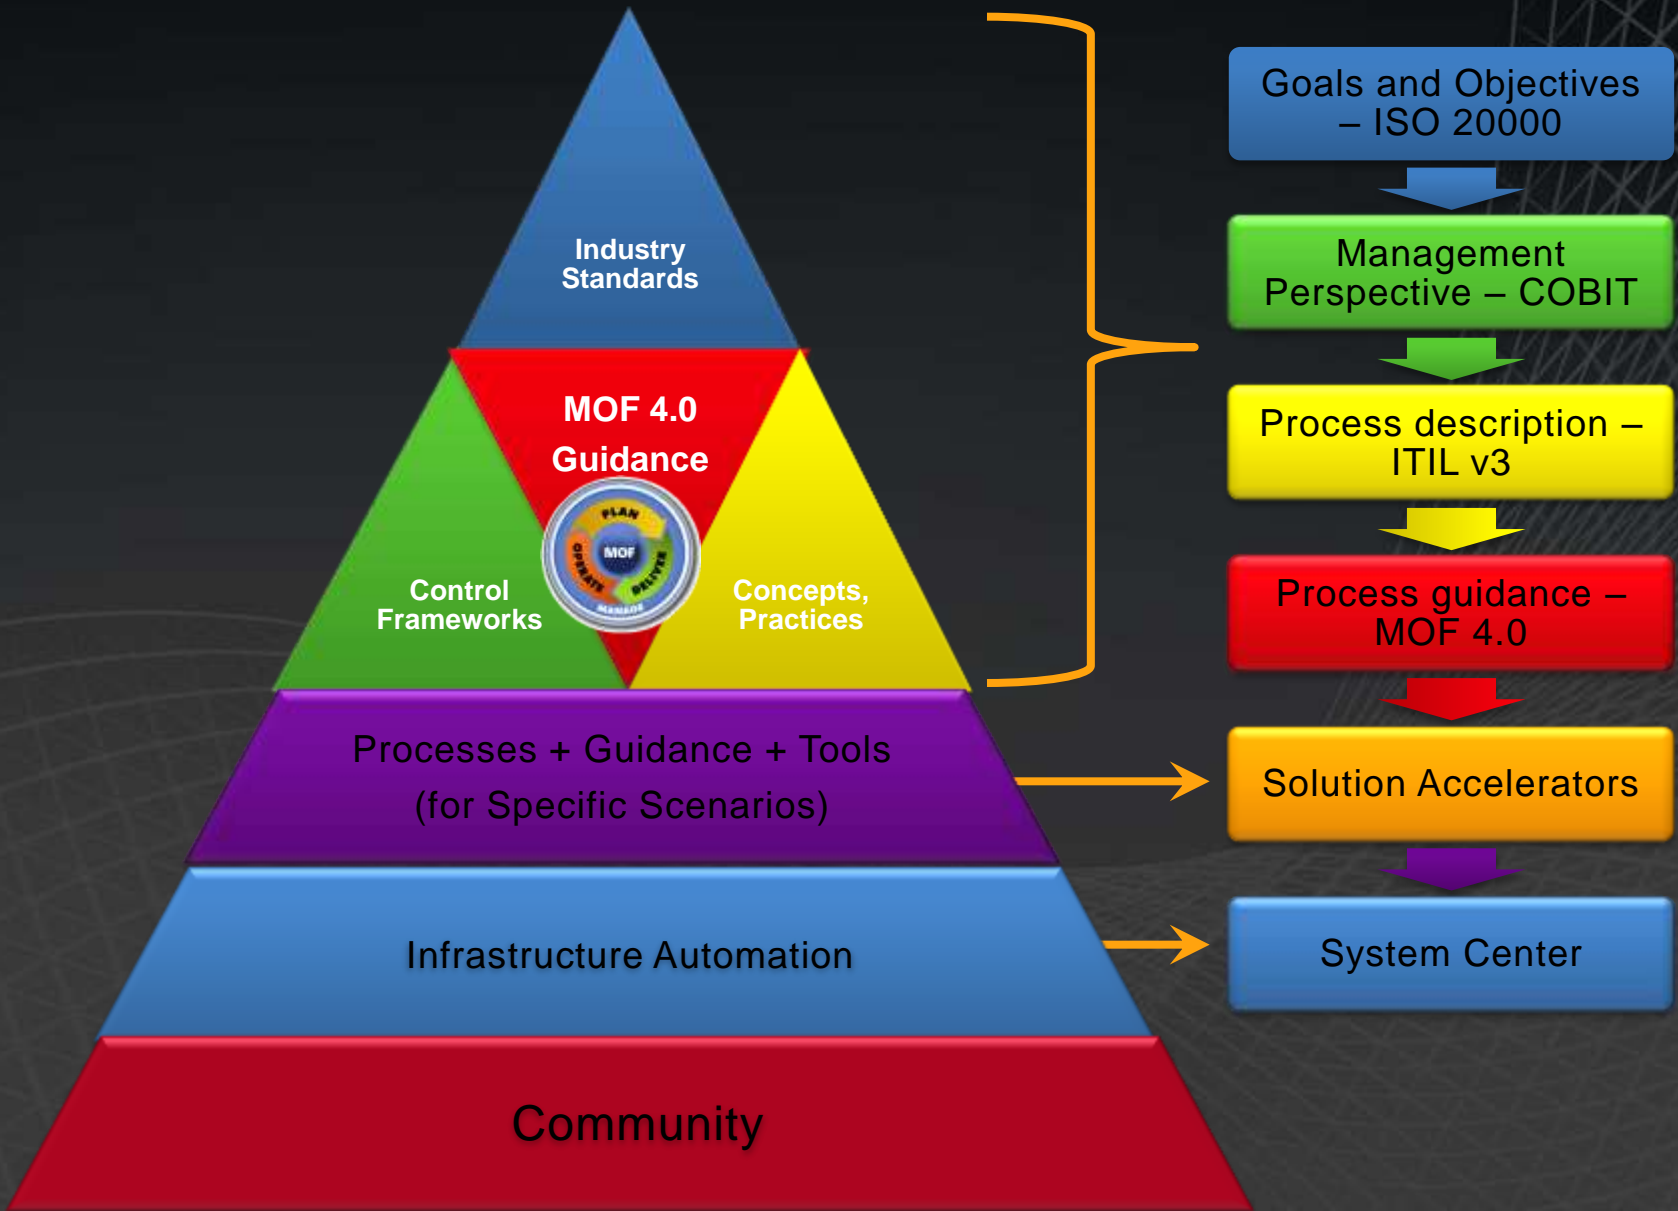 Industry
Standards
MOF 4.0
Guidance
PLAN
MOF
OPERATE
DELIVER
MANAGE
Control
Frameworks
Concepts,
Practices
Processes + Guidance + Tools
(for Specific Scenarios)
Infrastructure Automation
Community
Goals and Objectives
– ISO 20000
Management
Perspective – COBIT
Process description –
ITIL v3
Process guidance –
MOF 4.0
Solution Accelerators
System Center